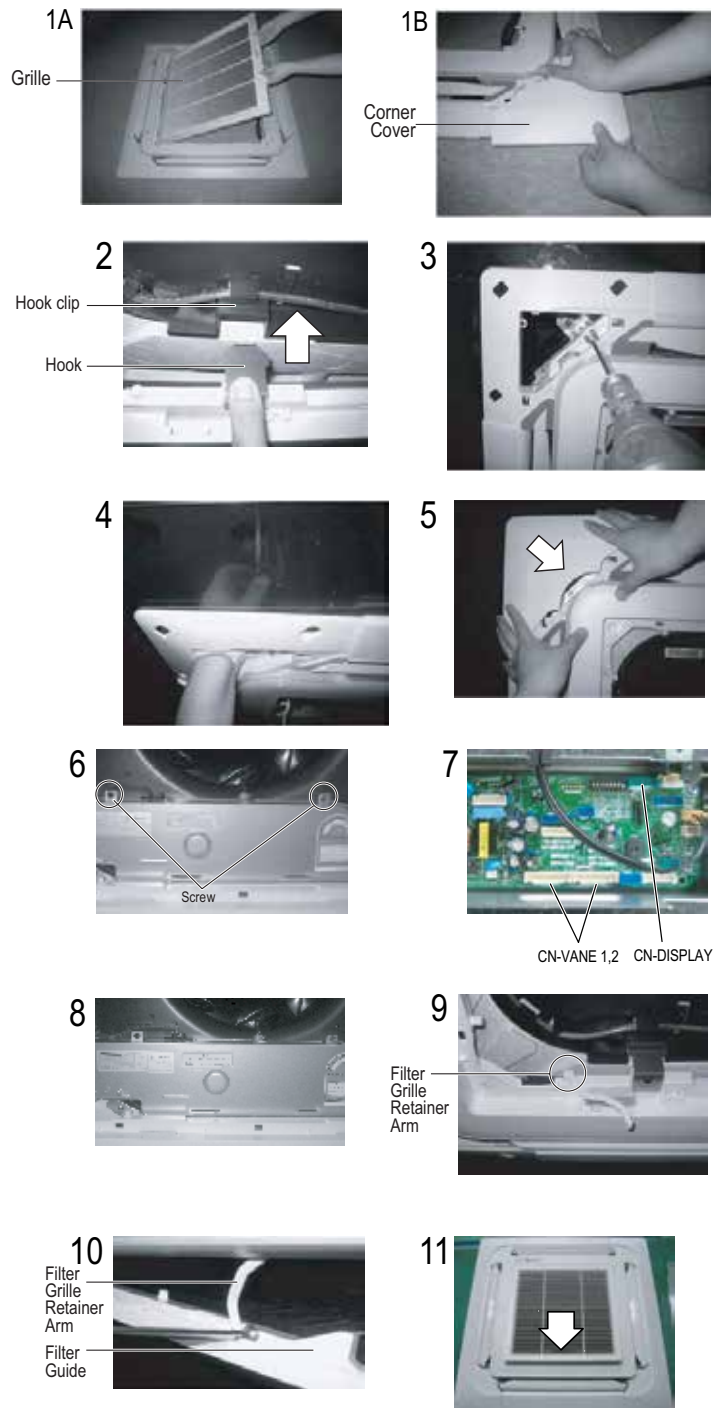 1A
Grille
1B
Corner
Cover
2
Hook clip
Hook
3
4
5
6
Screw
7
CN-VANE 1,2
CN-DISPLAY
8
9
Filter
Grille
Retainer
Arm
10
Filter
Grille
Retainer
Arm
Filter
Guide
11